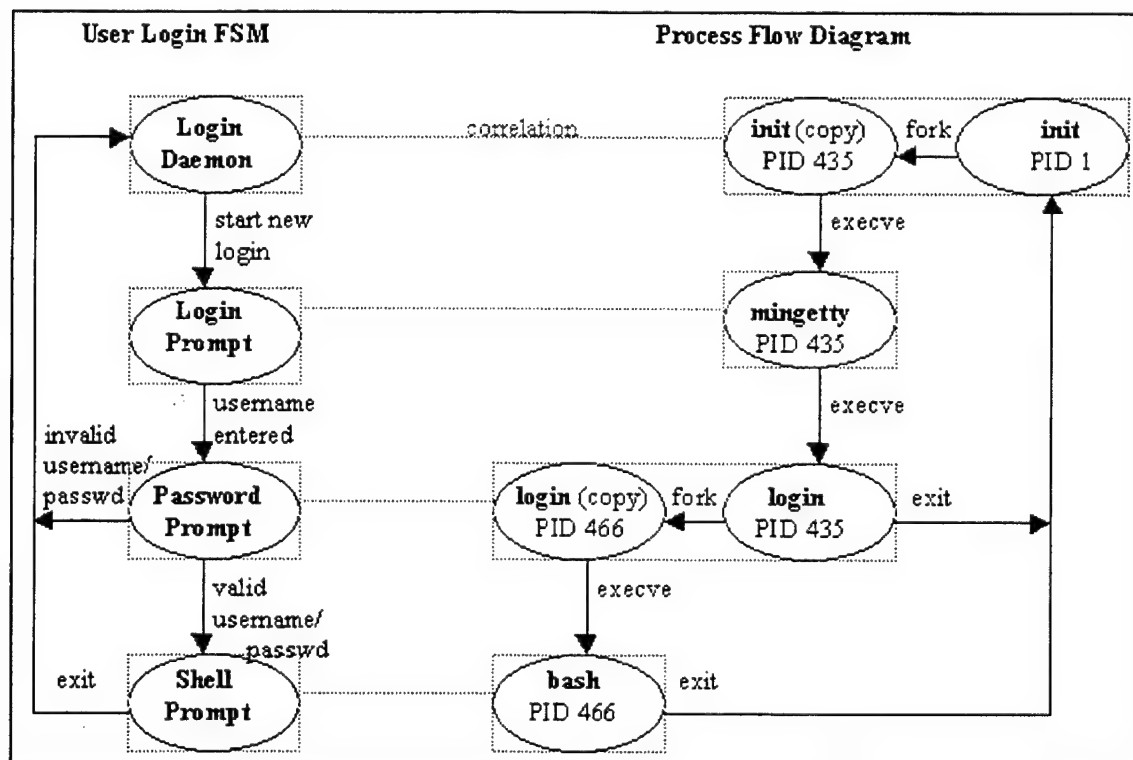 User Login FSM
Process Flow Diagram
Login
Daemon
correlation
init (copy)
PID 435
fork
init
PID 1
start new
login
execve
Login
Prompt
mingetty
PID 435
username
entered
execve
invalid
username/
passwd
Password
Prompt
login (copy)
PID 466
fork
login
PID 435
exit
valid
username/
passwd
execve
exit
Shell
Prompt
bash
PID 466
exit